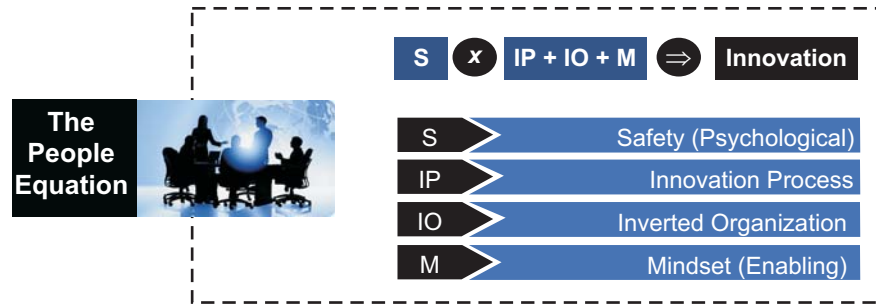 S x IP + IO + M ⇒ Innovation
The
People
Equation
S Safety (Psychological)
IP Innovation Process
IO Inverted Organization
M Mindset (Enabling)